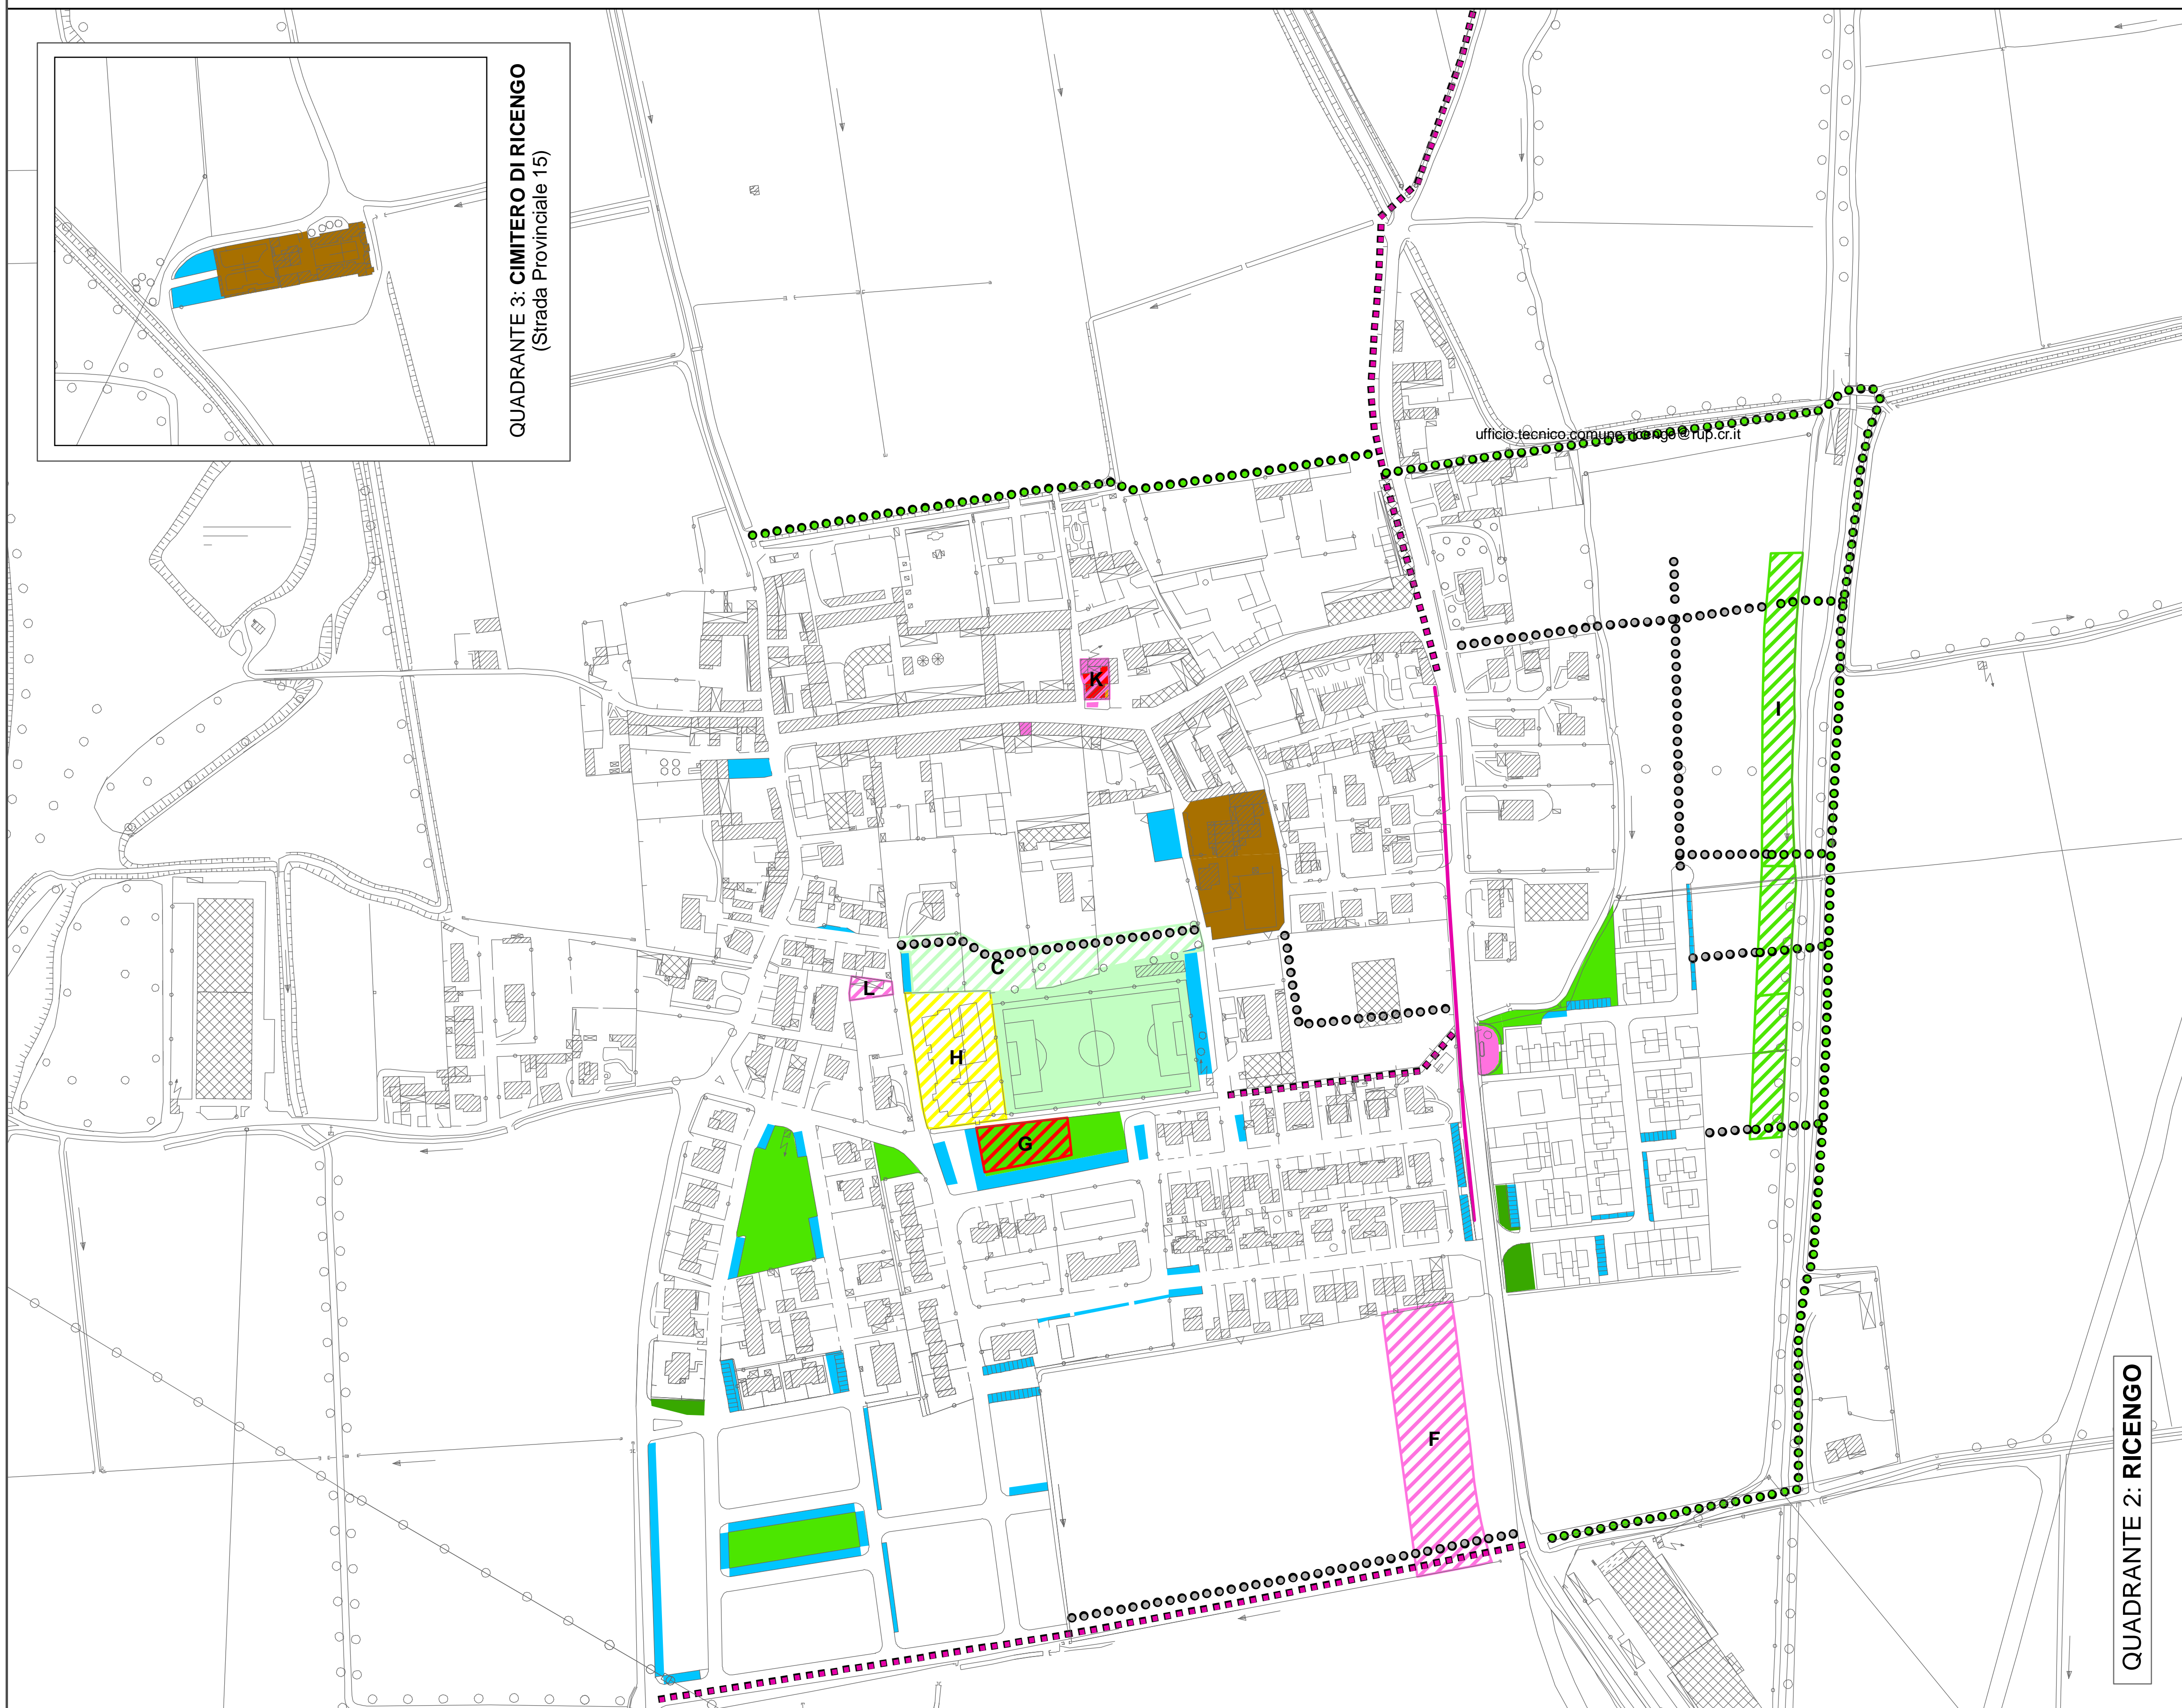 QUADRANTE 3: CIMITERO DI RICENGO
(Strada Provinciale 15)
ufficio.tecnico.comune.ricengo@rup.cr.it
K
I
C
L
H
G
F
QUADRANTE 2: RICENGO